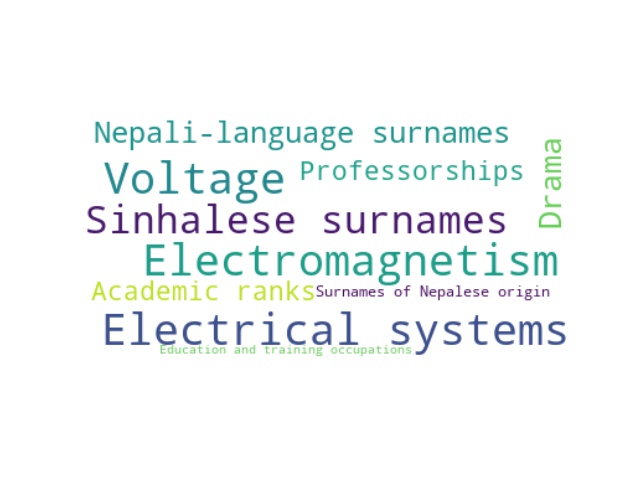 Nepali-language surnames
Drama
Voltage
Professorships
Sinhalese surnames
Electromagnetism
Academic ranks
Surnames of Nepalese origin
Electrical systems
Education and training occupations